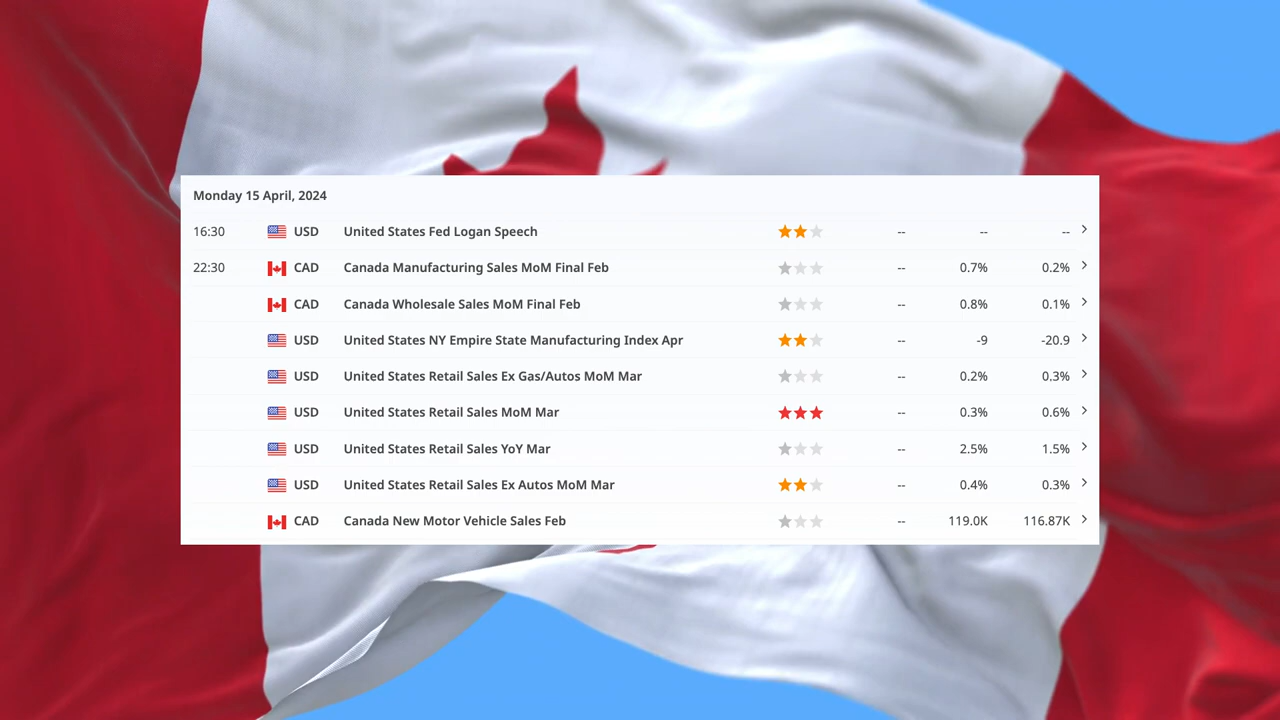 Monday 15 April, 2024
16:30 USD United States Fed Logan Speech -- -- --
22:30 CAD Canada Manufacturing Sales MoM Final Feb -- 0.7% 0.2%
CAD Canada Wholesale Sales MoM Final Feb -- 0.8% 0.1%
USD United States NY Empire State Manufacturing Index Apr -- -9 -20.9
USD United States Retail Sales Ex Gas/Autos MoM Mar -- 0.2% 0.3%
USD United States Retail Sales MoM Mar -- 0.3% 0.6%
USD United States Retail Sales YoY Mar -- 2.5% 1.5%
USD United States Retail Sales Ex Autos MoM Mar -- 0.4% 0.3%
CAD Canada New Motor Vehicle Sales Feb -- 119.0K 116.87K